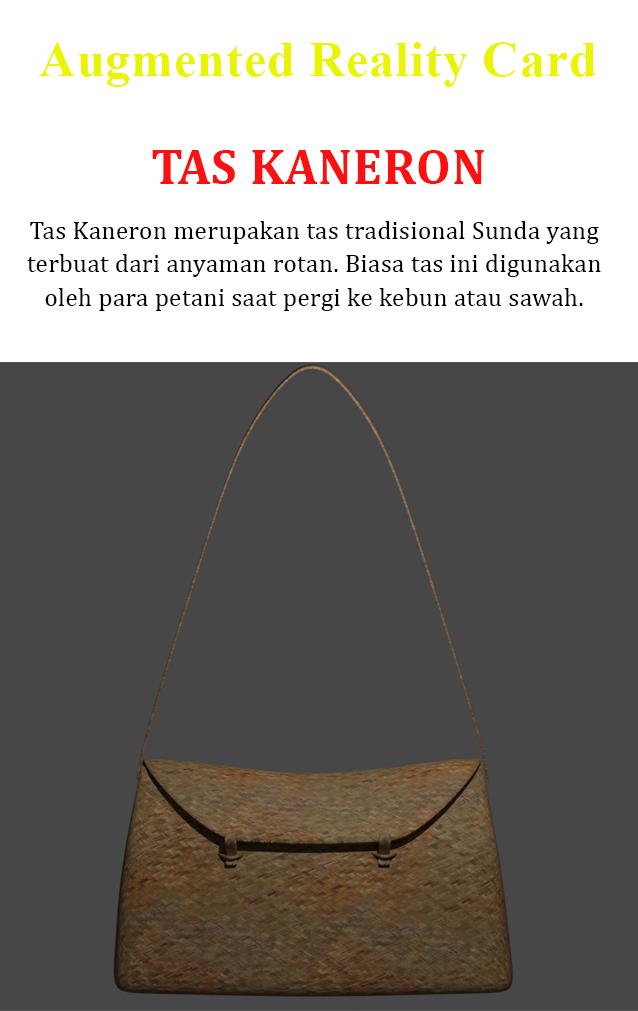 Augmented Reality Card
TAS KANERON
Tas Kaneron merupakan tas tradisional Sunda yang
terbuat dari anyaman rotan. Biasa tas ini digunakan
oleh para petani saat pergi ke kebun atau sawah.